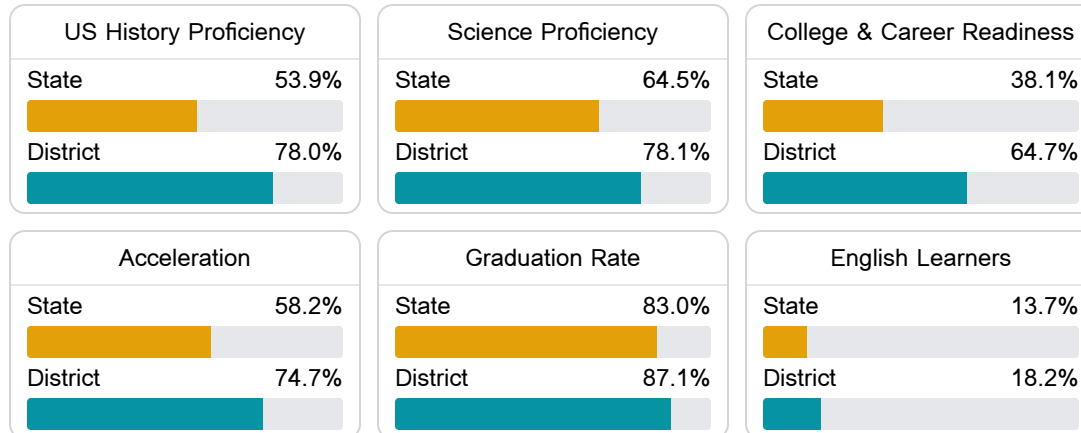 US History Proficiency
State 53.9%
District 78.0%
Science Proficiency
State 64.5%
District 78.1%
College & Career Readiness
State 38.1%
District 64.7%
Acceleration
State 58.2%
District 74.7%
Graduation Rate
State 83.0%
District 87.1%
English Learners
State 13.7%
District 18.2%